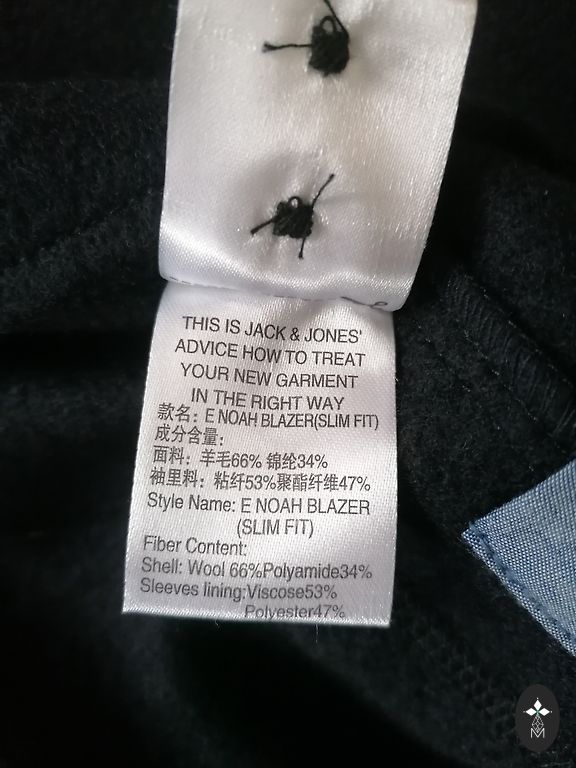 THIS IS JACK & JONES'
ADVICE HOW TO TREAT
YOUR NEW GARMENT
IN THE RIGHT WAY
款名: E NOAH BLAZER(SLIM FIT)
成分含量:
面料: 羊毛66% 锦纶34%
袖里料: 粘纤53%聚酯纤维47%
Style Name: E NOAH BLAZER
(SLIM FIT)
Fiber Content:
Shell: Wool 66%Polyamide34%
Sleeves lining:Viscose53%
Polyester47%
M